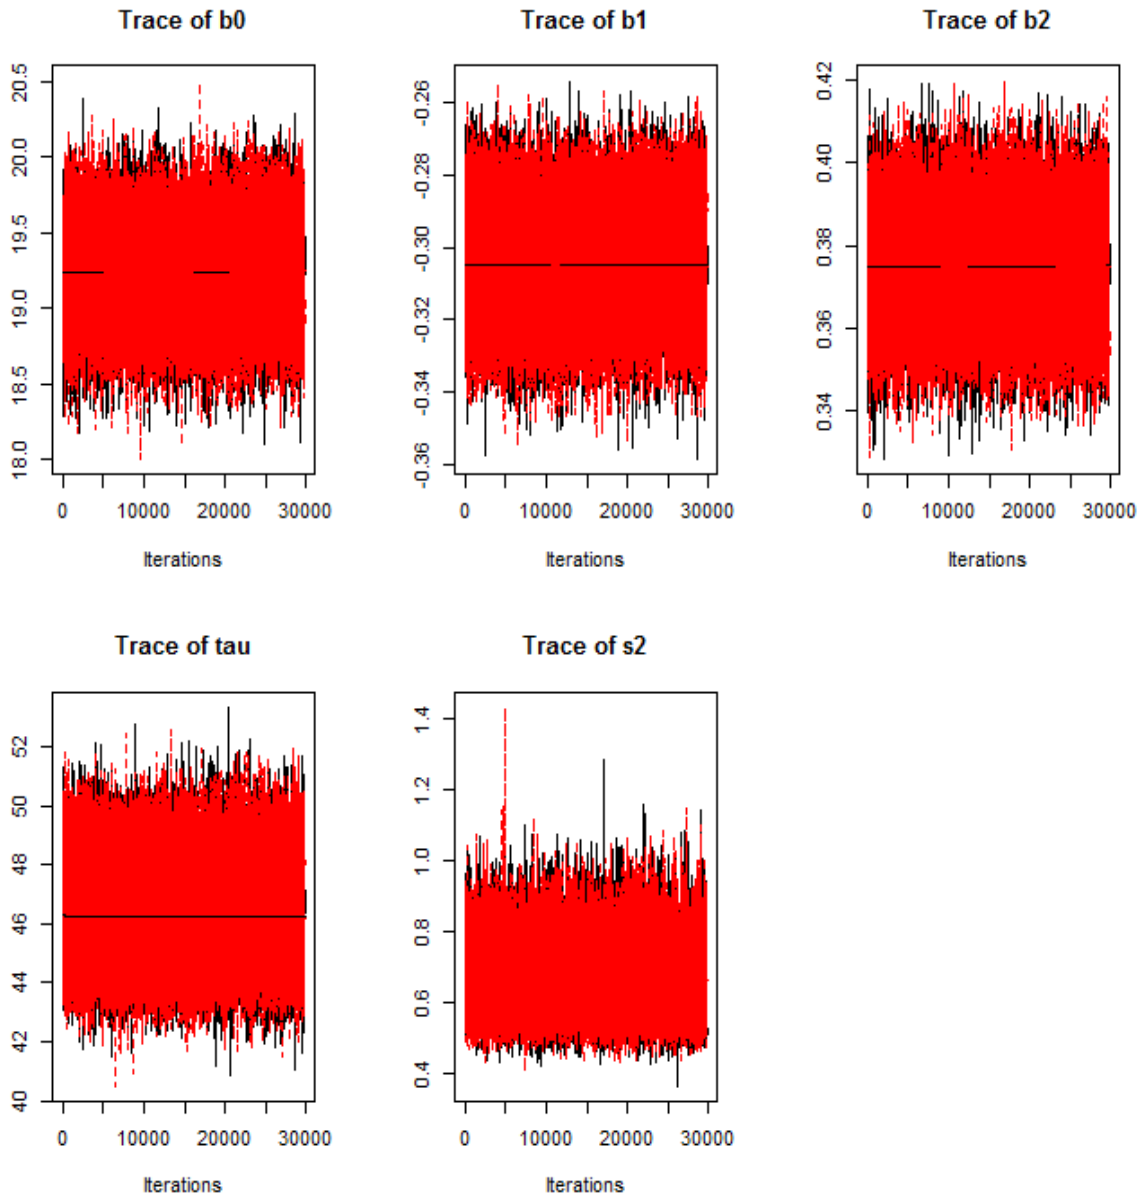 Trace of b0
Trace of b1
Trace of b2
20.5
20.0
19.5
19.0
18.5
18.0
0 10000 20000 30000
Iterations
-0.26
-0.28
-0.30
-0.32
-0.34
-0.36
0 10000 20000 30000
Iterations
0.42
0.40
0.38
0.36
0.34
0 10000 20000 30000
Iterations
Trace of tau
Trace of s2
52
50
48
46
44
42
40
0 10000 20000 30000
Iterations
1.4
1.2
1.0
0.8
0.6
0.4
0 10000 20000 30000
Iterations